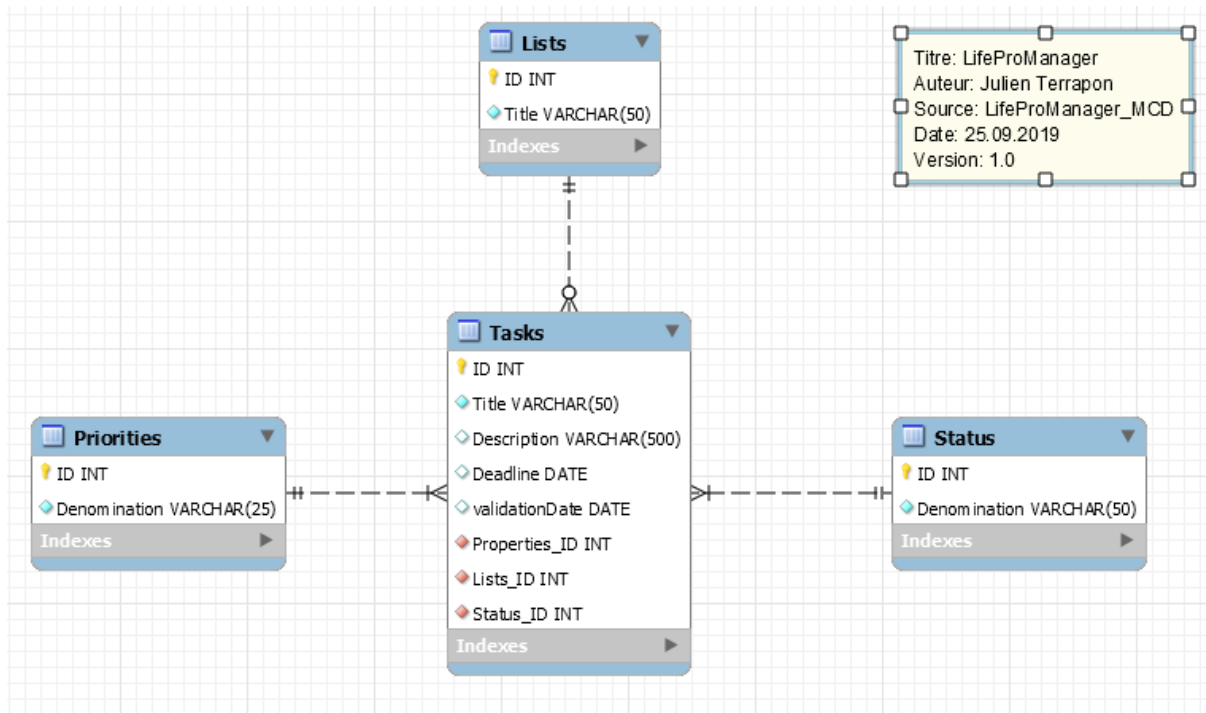 Lists
ID INT
Title VARCHAR(50)
Indexes
Titre: LifeProManager
Auteur: Julien Terrapon
Source: LifeProManager_MCD
Date: 25.09.2019
Version: 1.0
Tasks
ID INT
Title VARCHAR(50)
Description VARCHAR(500)
Deadline DATE
validationDate DATE
Properties_ID INT
Lists_ID INT
Status_ID INT
Indexes
Priorities
ID INT
Denomination VARCHAR(25)
Indexes
Status
ID INT
Denomination VARCHAR(50)
Indexes